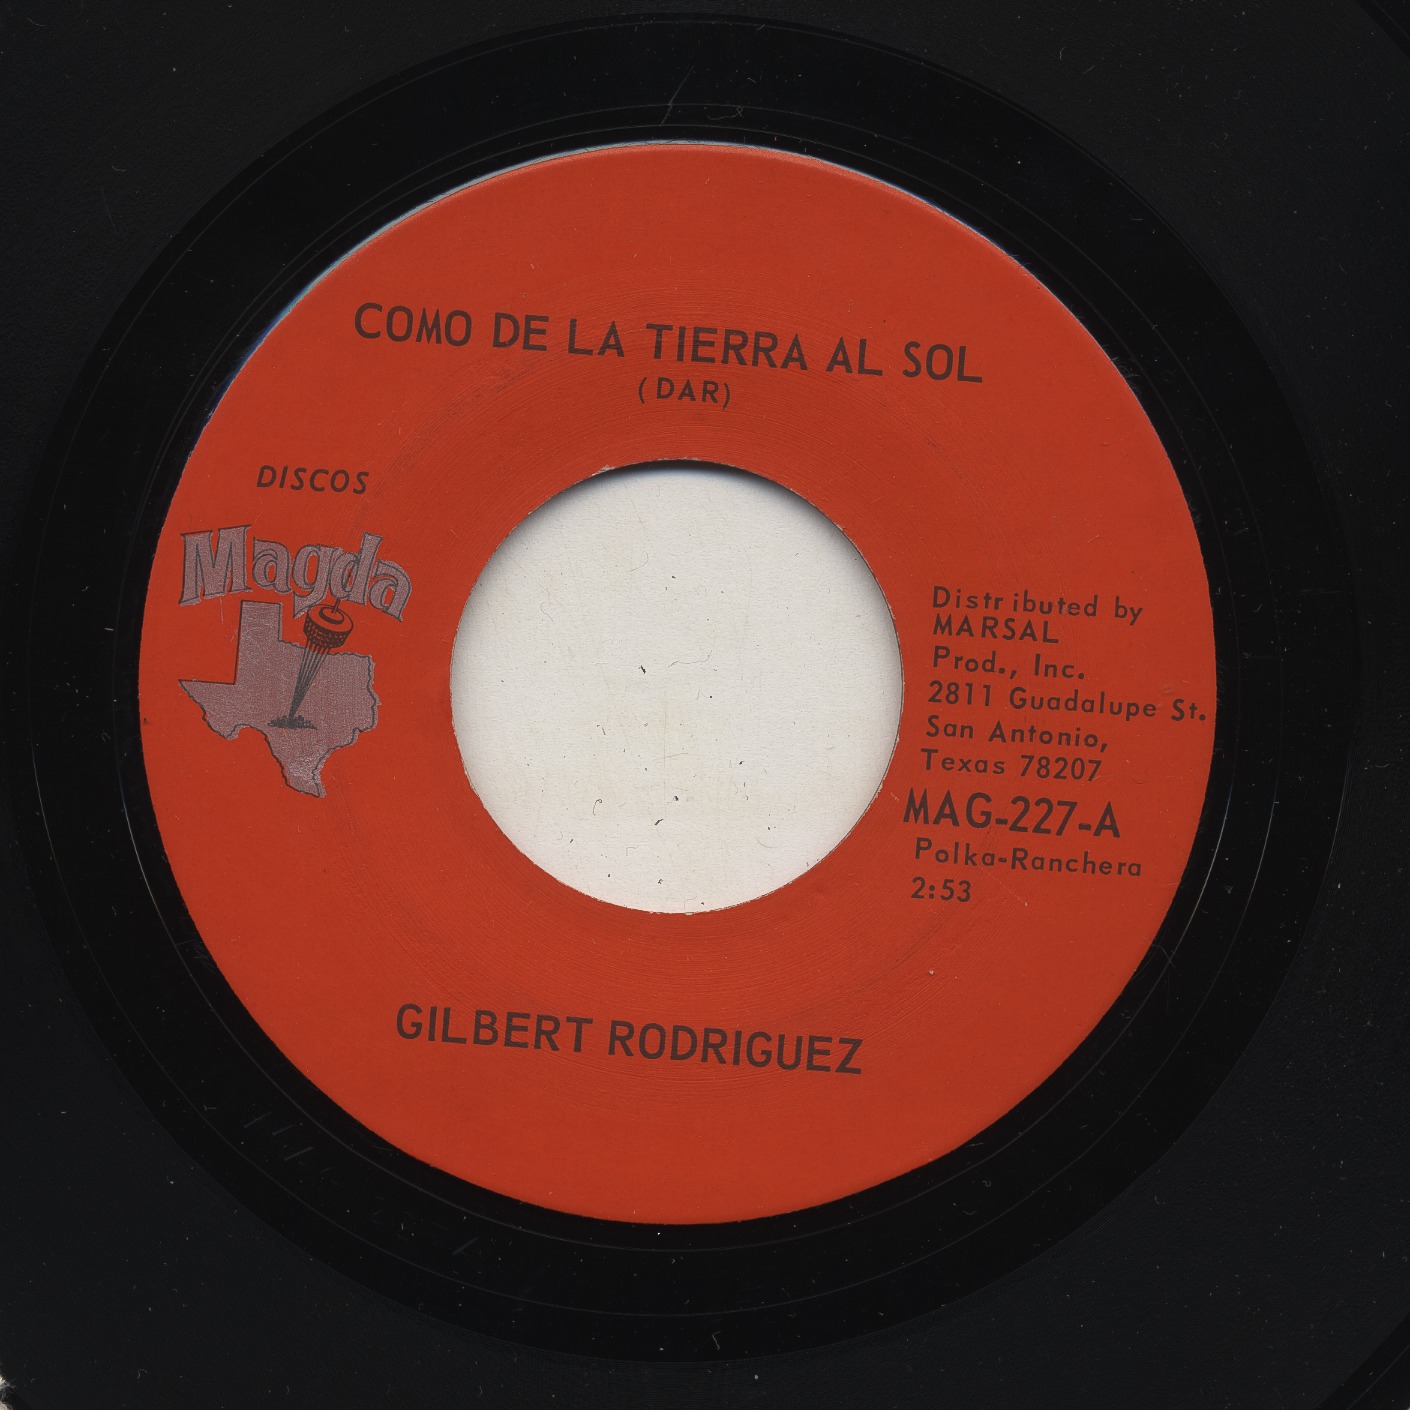 COMO DE LA TIERRA AL SOL
(DAR)
DISCOS
Magda
Distributed by
MARSAL
Prod., Inc.
2811 Guadalupe St.
San Antonio,
Texas 78207
MAG-227-A
Polka-Ranchera
2:53
GILBERT RODRIGUEZ